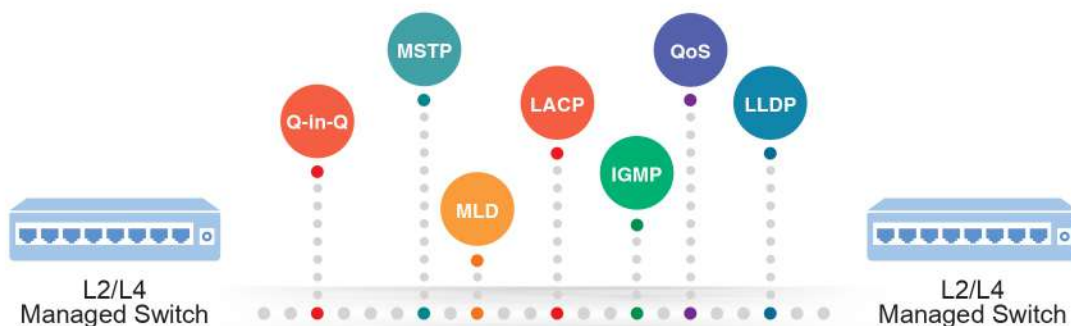 MSTP
QoS
Q-in-Q
LACP
LLDP
IGMP
MLD
L2/L4
Managed Switch
L2/L4
Managed Switch